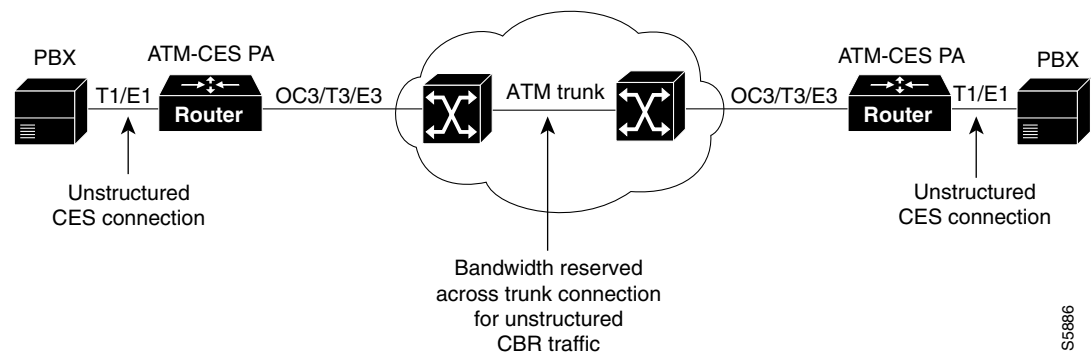 PBX
ATM-CES PA
T1/E1
Router
OC3/T3/E3
ATM trunk
OC3/T3/E3
ATM-CES PA
Router
T1/E1
PBX
Unstructured
CES connection
Bandwidth reserved
across trunk connection
for unstructured
CBR traffic
Unstructured
CES connection
S5886